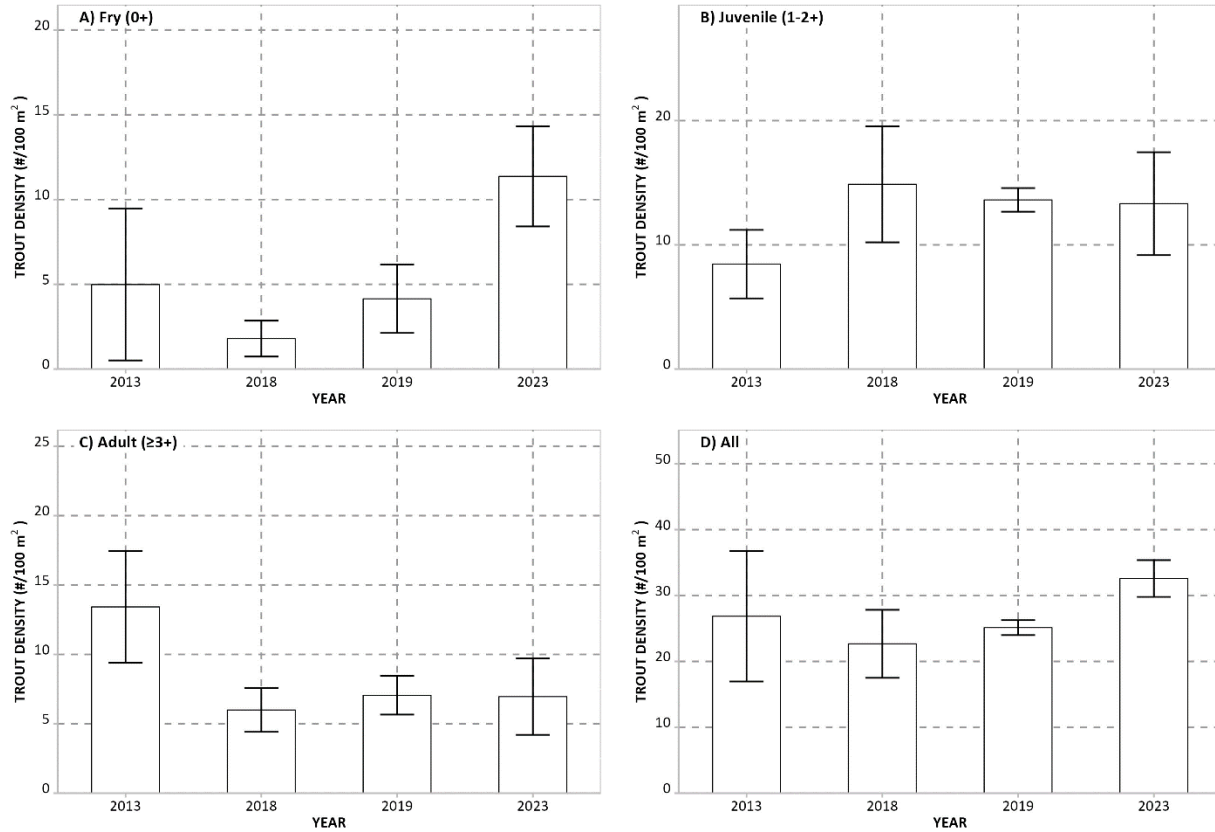 A) Fry (0+)
TROUT DENSITY (#/100 m²)
20
15
10
5
0
2013 2018 2019 2023
YEAR
B) Juvenile (1-2+)
TROUT DENSITY (#/100 m²)
20
10
0
2013 2018 2019 2023
YEAR
C) Adult (≥3+)
TROUT DENSITY (#/100 m²)
25
20
15
10
5
0
2013 2018 2019 2023
YEAR
D) All
TROUT DENSITY (#/100 m²)
50
40
30
20
10
0
2013 2018 2019 2023
YEAR